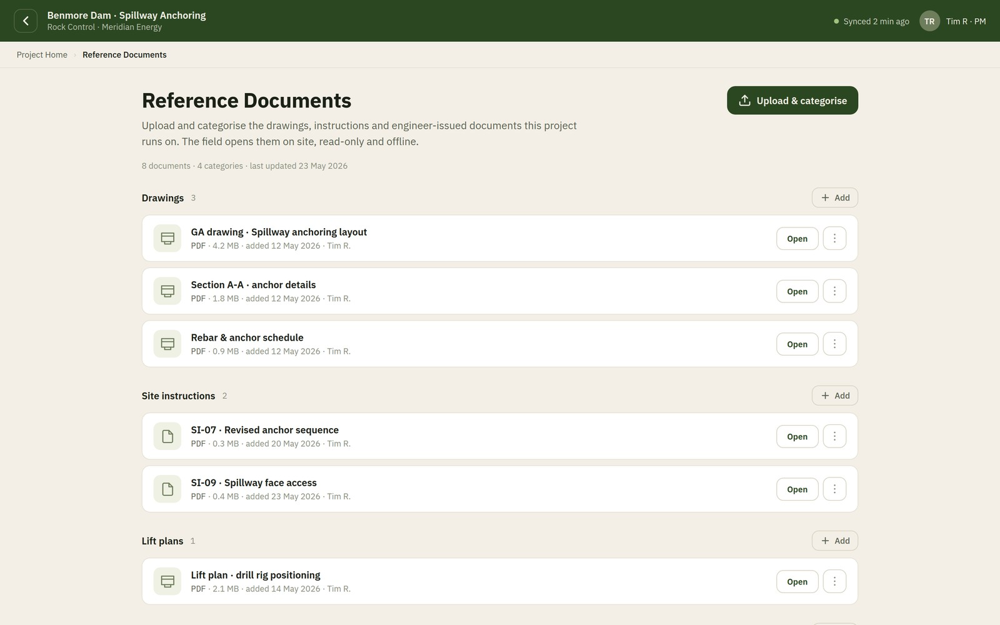 Benmore Dam · Spillway Anchoring
Rock Control · Meridian Energy
Synced 2 min ago
TR
Tim R · PM
Project Home › Reference Documents
Reference Documents
Upload & categorise
Upload and categorise the drawings, instructions and engineer-issued documents this project
runs on. The field opens them on site, read-only and offline.
8 documents · 4 categories · last updated 23 May 2026
Drawings 3
Add
GA drawing · Spillway anchoring layout
PDF · 4.2 MB · added 12 May 2026 · Tim R.
Open
Section A-A · anchor details
PDF · 1.8 MB · added 12 May 2026 · Tim R.
Open
Rebar & anchor schedule
PDF · 0.9 MB · added 12 May 2026 · Tim R.
Open
Site instructions 2
Add
SI-07 · Revised anchor sequence
PDF · 0.3 MB · added 20 May 2026 · Tim R.
Open
SI-09 · Spillway face access
PDF · 0.4 MB · added 23 May 2026 · Tim R.
Open
Lift plans 1
Add
Lift plan · drill rig positioning
PDF · 2.1 MB · added 14 May 2026 · Tim R.
Open